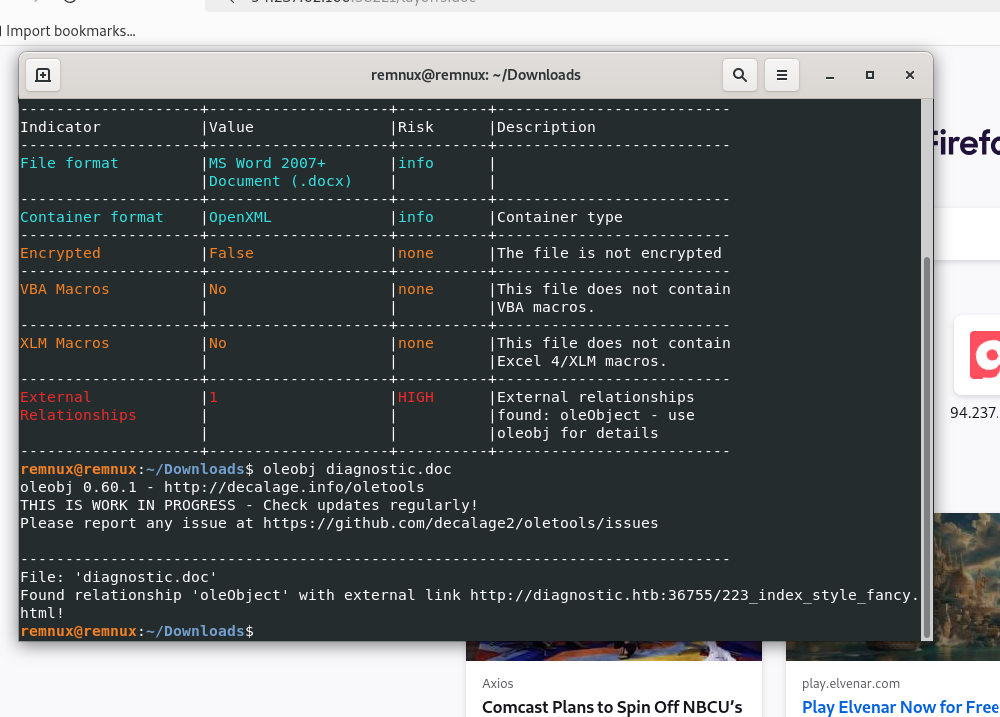 Import bookmarks...
remnux@remnux: ~/Downloads
--------------------+--------------------+----------+--------------------------
Indicator           |Value               |Risk      |Description
--------------------+--------------------+----------+--------------------------
File format         |MS Word 2007+       |info      |
                    |Document (.docx)    |          |
--------------------+--------------------+----------+--------------------------
Container format    |OpenXML             |info      |Container type
--------------------+--------------------+----------+--------------------------
Encrypted           |False               |none      |The file is not encrypted
--------------------+--------------------+----------+--------------------------
VBA Macros          |No                  |none      |This file does not contain
                    |                    |          |VBA macros.
--------------------+--------------------+----------+--------------------------
XLM Macros          |No                  |none      |This file does not contain
                    |                    |          |Excel 4/XLM macros.
--------------------+--------------------+----------+--------------------------
External            |1                   |HIGH      |External relationships
Relationships       |                    |          |found: oleObject - use
                    |                    |          |oleobj for details
--------------------+--------------------+----------+--------------------------
remnux@remnux:~/Downloads$ oleobj diagnostic.doc
oleobj 0.60.1 - http://decalage.info/oletools
THIS IS WORK IN PROGRESS - Check updates regularly!
Please report any issue at https://github.com/decalage2/oletools/issues
-------------------------------------------------------------------------------
File: 'diagnostic.doc'
Found relationship 'oleObject' with external link http://diagnostic.htb:36755/223_index_style_fancy.
html!
remnux@remnux:~/Downloads$
94.237.
Axios
Comcast Plans to Spin Off NBCU’s
play.elvenar.com
Play Elvenar Now for Free